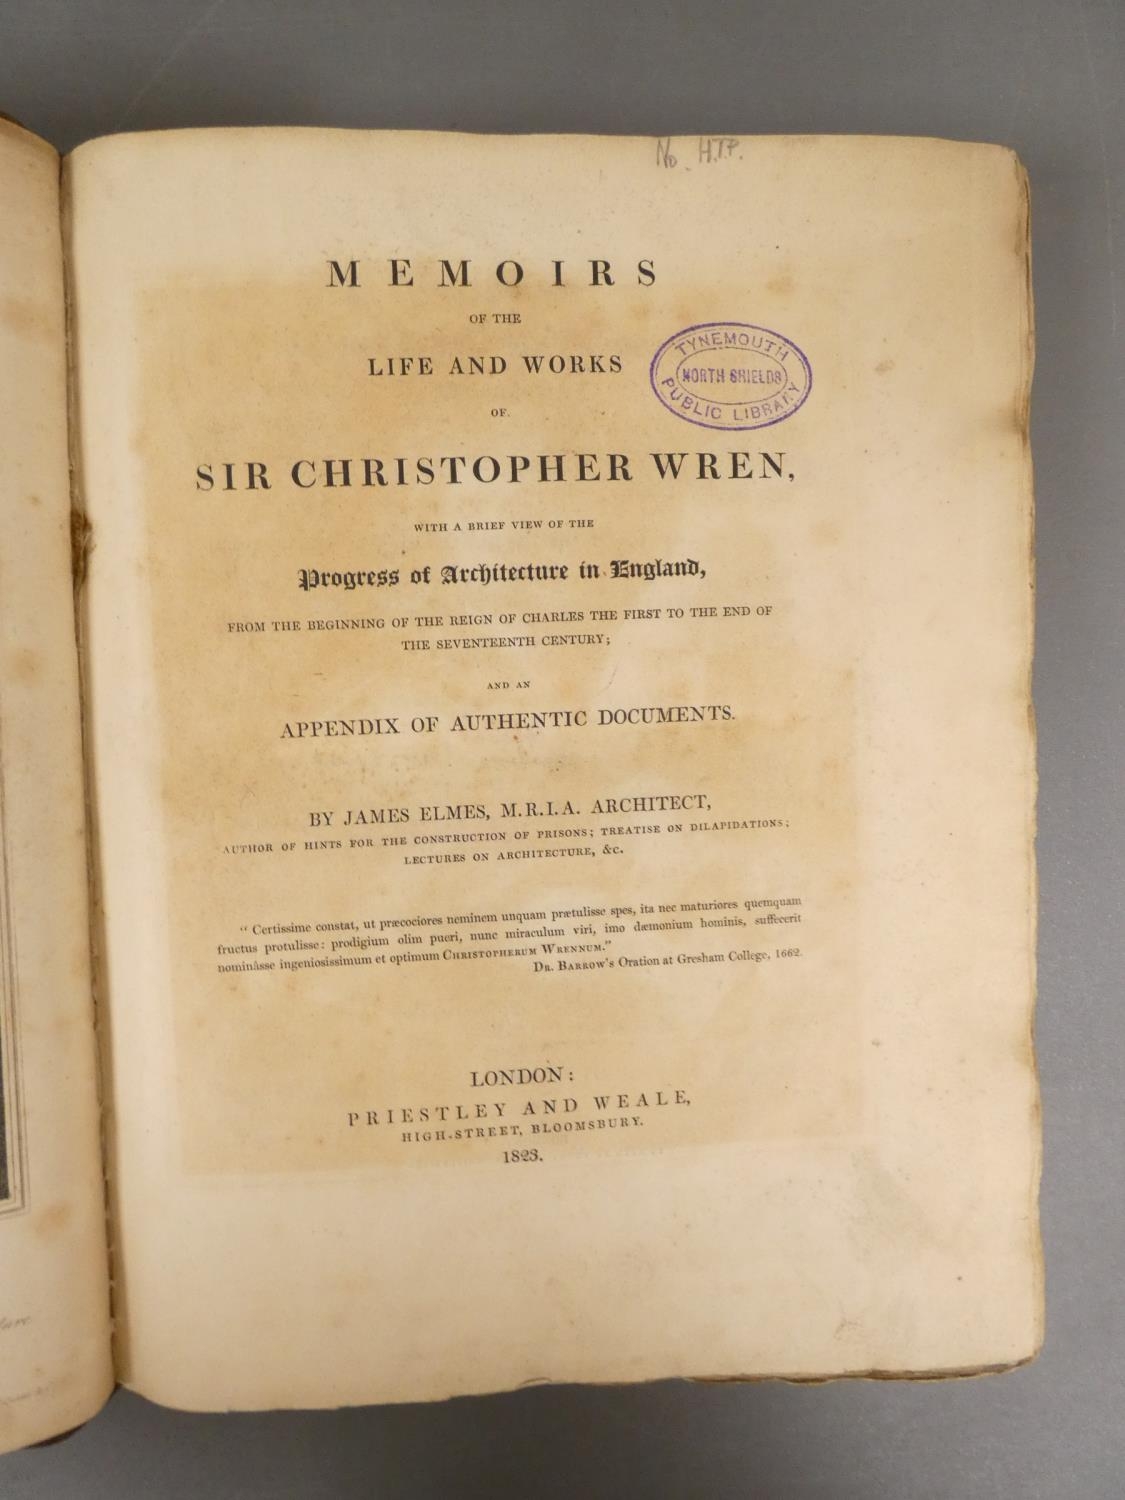 No. H.T.P.
MEMOIRS
OF THE
LIFE AND WORKS
OF
SIR CHRISTOPHER WREN,
WITH A BRIEF VIEW OF THE
Progress of Architecture in England,
FROM THE BEGINNING OF THE REIGN OF CHARLES THE FIRST TO THE END OF
THE SEVENTEENTH CENTURY;
AND AN
APPENDIX OF AUTHENTIC DOCUMENTS.
BY JAMES ELMES, M.R.I.A. ARCHITECT,
AUTHOR OF HINTS FOR THE CONSTRUCTION OF PRISONS; TREATISE ON DILAPIDATIONS;
LECTURES ON ARCHITECTURE, &c.
“Certissime constat, ut præcociores neminem unquam prætulisse spes, ita nec maturiores quemquam
fructus protulisse: prodigium olim pueri, nunc miraculum viri, imo dæmonium hominis, suffecerit
nominâsse ingeniosissimum et optimum CHRISTOPHERUM WRENNUM.”
DR. BARROW'S Oration at Gresham College, 1662.
LONDON:
PRIESTLEY AND WEALE,
HIGH-STREET, BLOOMSBURY.
1823.
TYNEMOUTH
NORTH SHIELDS
PUBLIC LIBRARY